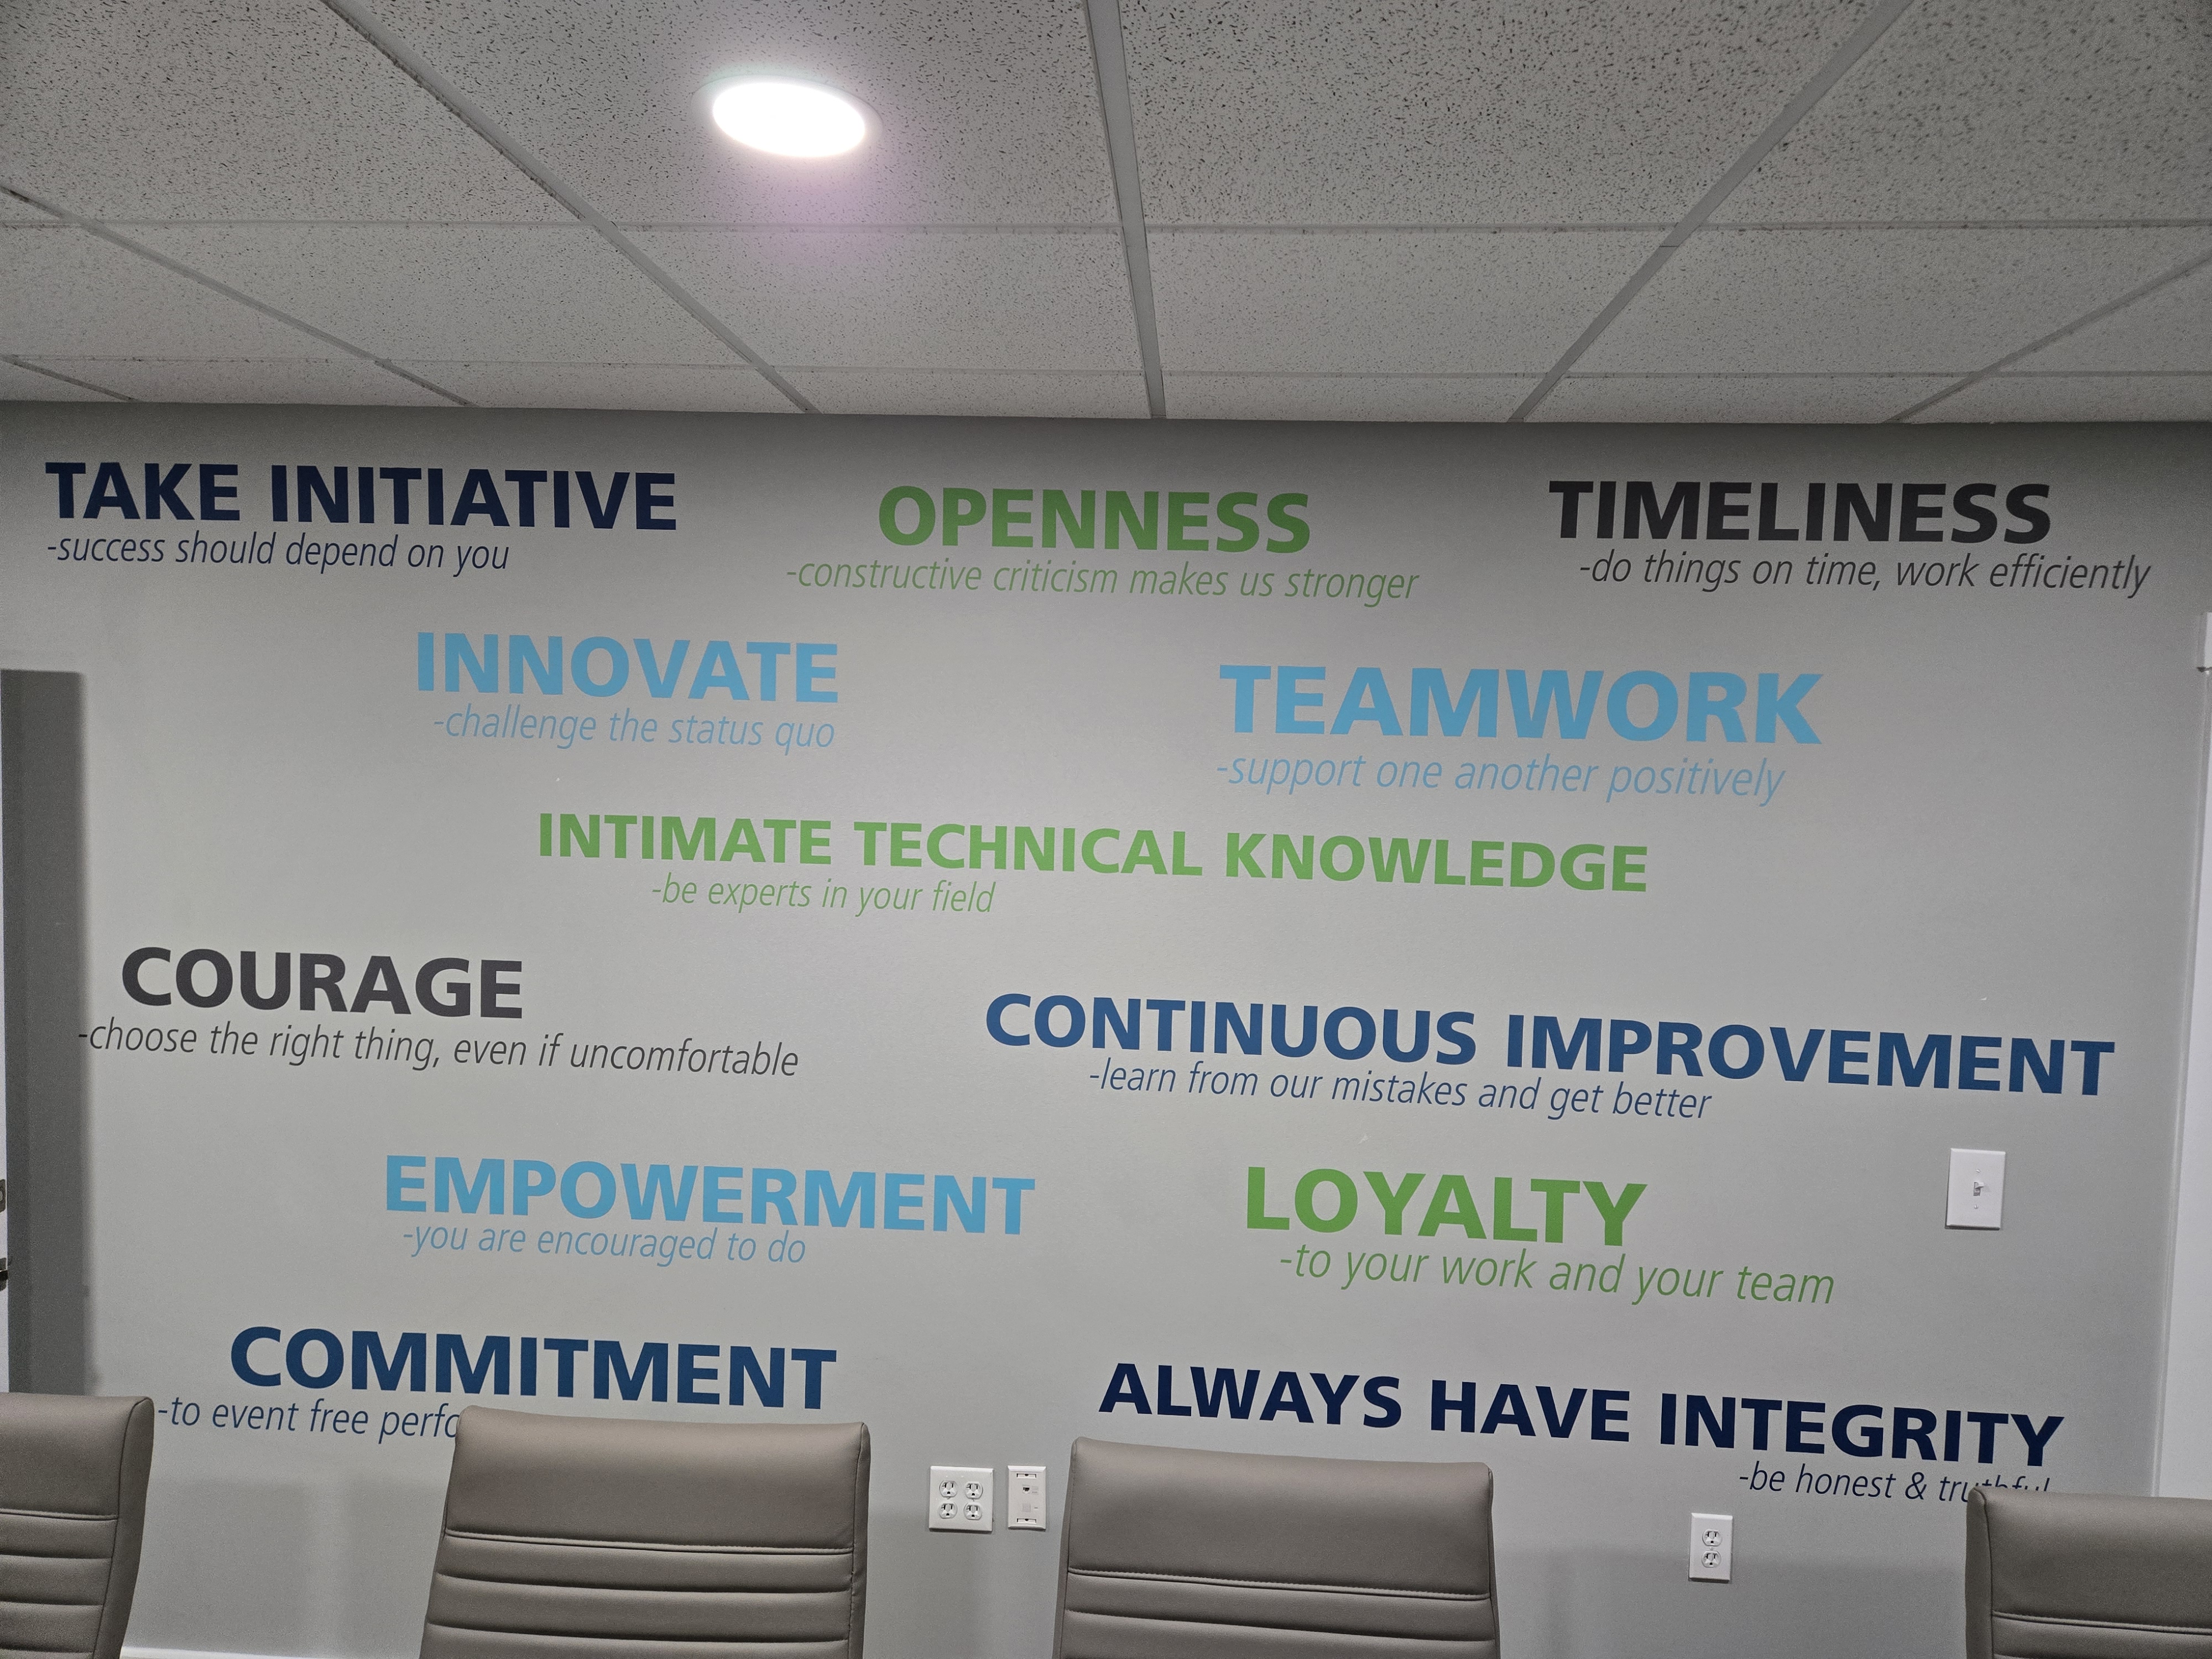 TAKE INITIATIVE
-success should depend on you
OPENNESS
-constructive criticism makes us stronger
TIMELINESS
-do things on time, work efficiently
INNOVATE
-challenge the status quo
TEAMWORK
-support one another positively
INTIMATE TECHNICAL KNOWLEDGE
-be experts in your field
COURAGE
-choose the right thing, even if uncomfortable
CONTINUOUS IMPROVEMENT
-learn from our mistakes and get better
EMPOWERMENT
-you are encouraged to do
LOYALTY
-to your work and your team
COMMITMENT
-to event free
ALWAYS HAVE INTEGRITY
-be honest & truthful